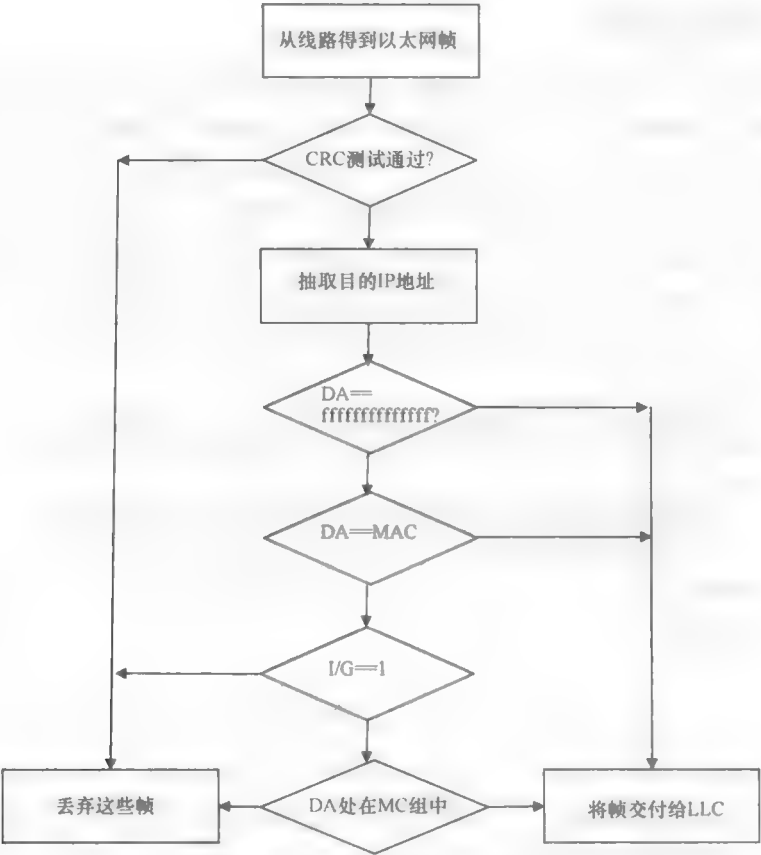 从线路得到以太网帧
CRC测试通过?
抽取目的IP地址
DA==
ffffffffffffff?
DA==MAC
I/G==1
丢弃这些帧
DA处在MC组中
将帧交付给LLC